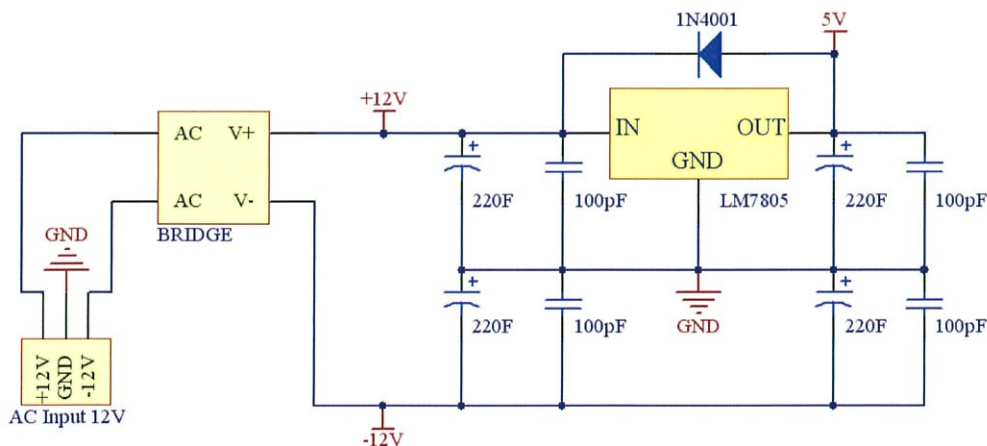 1N4001
5V
+12V
AC V+
IN OUT
GND
AC V-
220F
100pF
LM7805
220F
100pF
GND
BRIDGE
220F
100pF
GND
220F
100pF
+12V
GND
-12V
AC Input 12V
-12V